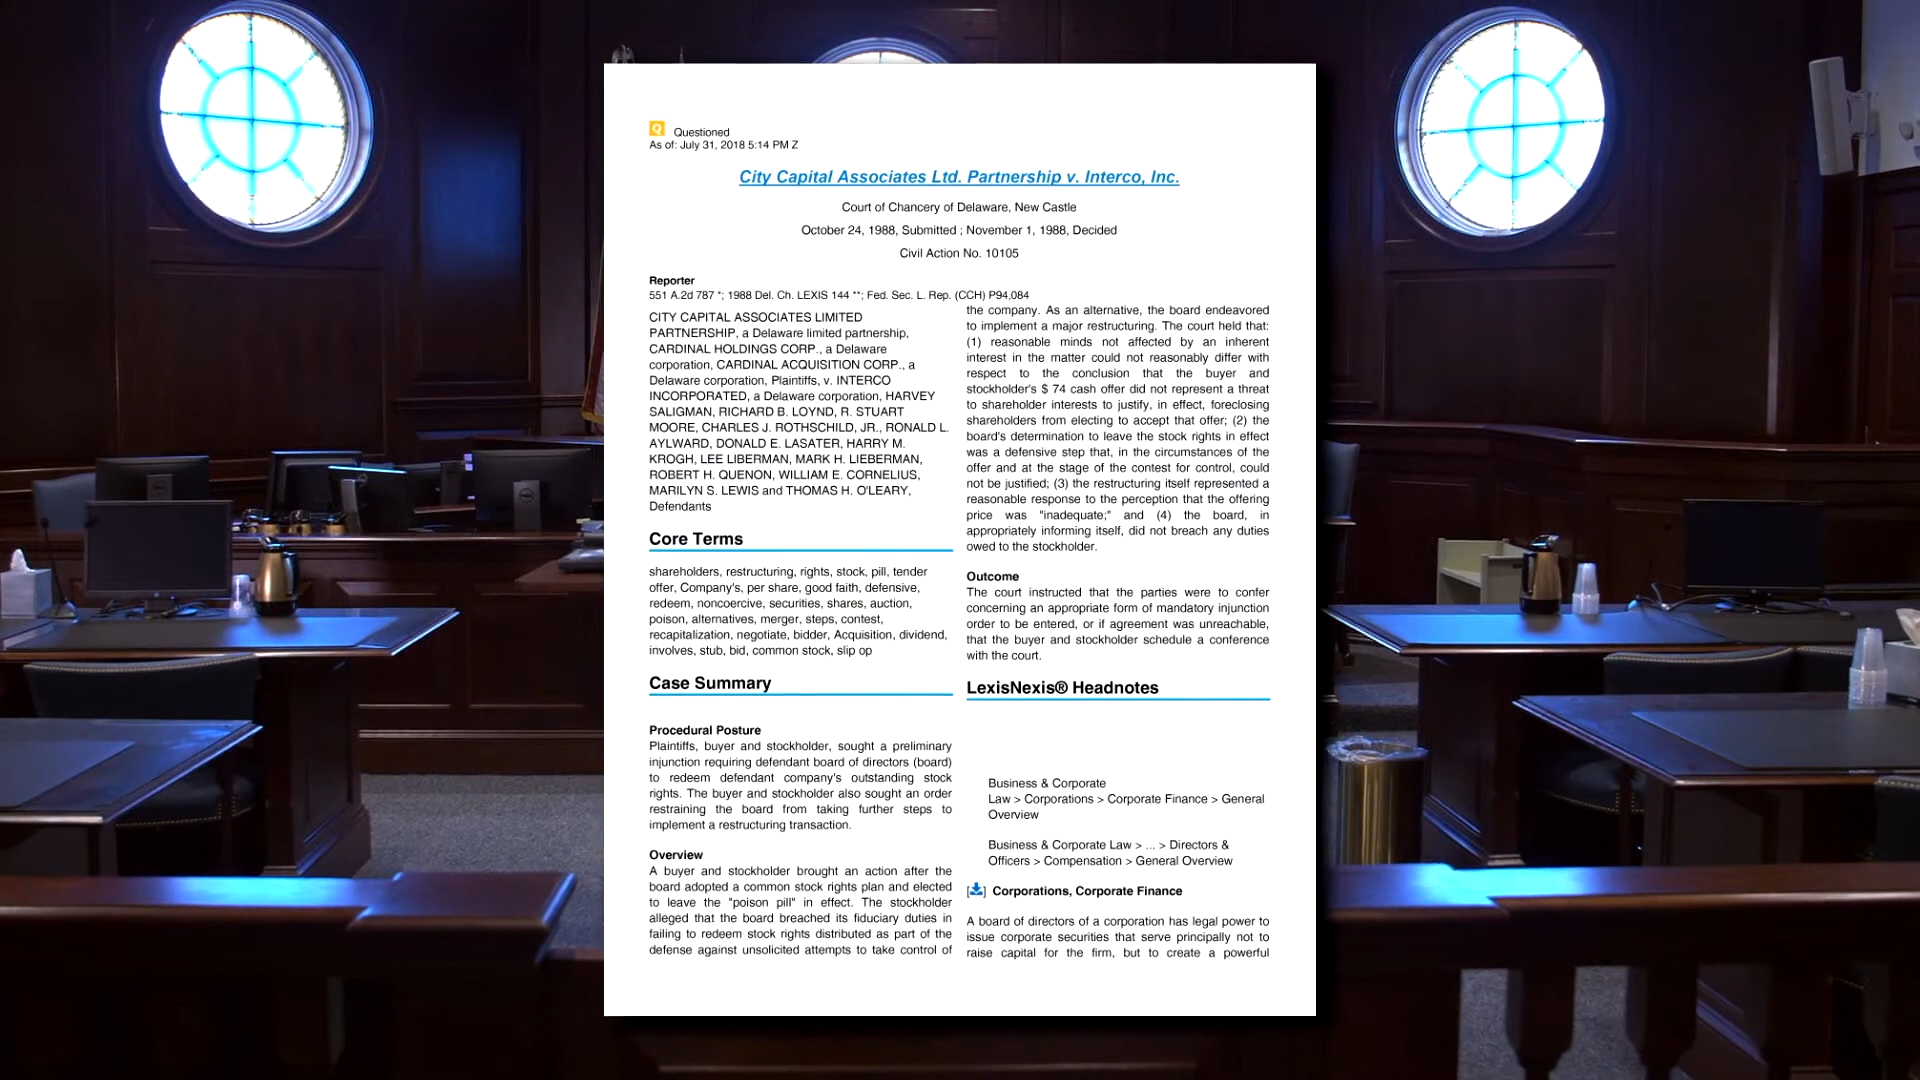 Q Questioned
As of: July 31, 2018 5:14 PM Z
City Capital Associates Ltd. Partnership v. Interco, Inc.
Court of Chancery of Delaware, New Castle
October 24, 1988, Submitted ; November 1, 1988, Decided
Civil Action No. 10105
Reporter
551 A.2d 787 *; 1988 Del. Ch. LEXIS 144 **; Fed. Sec. L. Rep. (CCH) P94,084
CITY CAPITAL ASSOCIATES LIMITED
PARTNERSHIP, a Delaware limited partnership,
CARDINAL HOLDINGS CORP., a Delaware
corporation, CARDINAL ACQUISITION CORP., a
Delaware corporation, Plaintiffs, v. INTERCO
INCORPORATED, a Delaware corporation, HARVEY
SALIGMAN, RICHARD B. LOYND, R. STUART
MOORE, CHARLES J. ROTHSCHILD, JR., RONALD L.
AYLWARD, DONALD E. LASATER, HARRY M.
KROGH, LEE LIBERMAN, MARK H. LIEBERMAN,
ROBERT H. QUENON, WILLIAM E. CORNELIUS,
MARILYN S. LEWIS and THOMAS H. O'LEARY,
Defendants
Core Terms
shareholders, restructuring, rights, stock, pill, tender
offer, Company's, per share, good faith, defensive,
redeem, noncoercive, securities, shares, auction,
poison, alternatives, merger, steps, contest,
recapitalization, negotiate, bidder, Acquisition, dividend,
involves, stub, bid, common stock, slip op
Case Summary
Procedural Posture
Plaintiffs, buyer and stockholder, sought a preliminary
injunction requiring defendant board of directors (board)
to redeem defendant company's outstanding stock
rights. The buyer and stockholder also sought an order
restraining the board from taking further steps to
implement a restructuring transaction.
Overview
A buyer and stockholder brought an action after the
board adopted a common stock rights plan and elected
to leave the "poison pill" in effect. The stockholder
alleged that the board breached its fiduciary duties in
failing to redeem stock rights distributed as part of the
defense against unsolicited attempts to take control of
the company. As an alternative, the board endeavored
to implement a major restructuring. The court held that:
(1) reasonable minds not affected by an inherent
interest in the matter could not reasonably differ with
respect to the conclusion that the buyer and
stockholder's $ 74 cash offer did not represent a threat
to shareholder interests to justify, in effect, foreclosing
shareholders from electing to accept that offer; (2) the
board's determination to leave the stock rights in effect
was a defensive step that, in the circumstances of the
offer and at the stage of the contest for control, could
not be justified; (3) the restructuring itself represented a
reasonable response to the perception that the offering
price was "inadequate;" and (4) the board, in
appropriately informing itself, did not breach any duties
owed to the stockholder.
Outcome
The court instructed that the parties were to confer
concerning an appropriate form of mandatory injunction
order to be entered, or if agreement was unreachable,
that the buyer and stockholder schedule a conference
with the court.
LexisNexis® Headnotes
Business & Corporate
Law > Corporations > Corporate Finance > General
Overview
Business & Corporate Law > ... > Directors &
Officers > Compensation > General Overview
[ ] Corporations, Corporate Finance
A board of directors of a corporation has legal power to
issue corporate securities that serve principally not to
raise capital for the firm, but to create a powerful